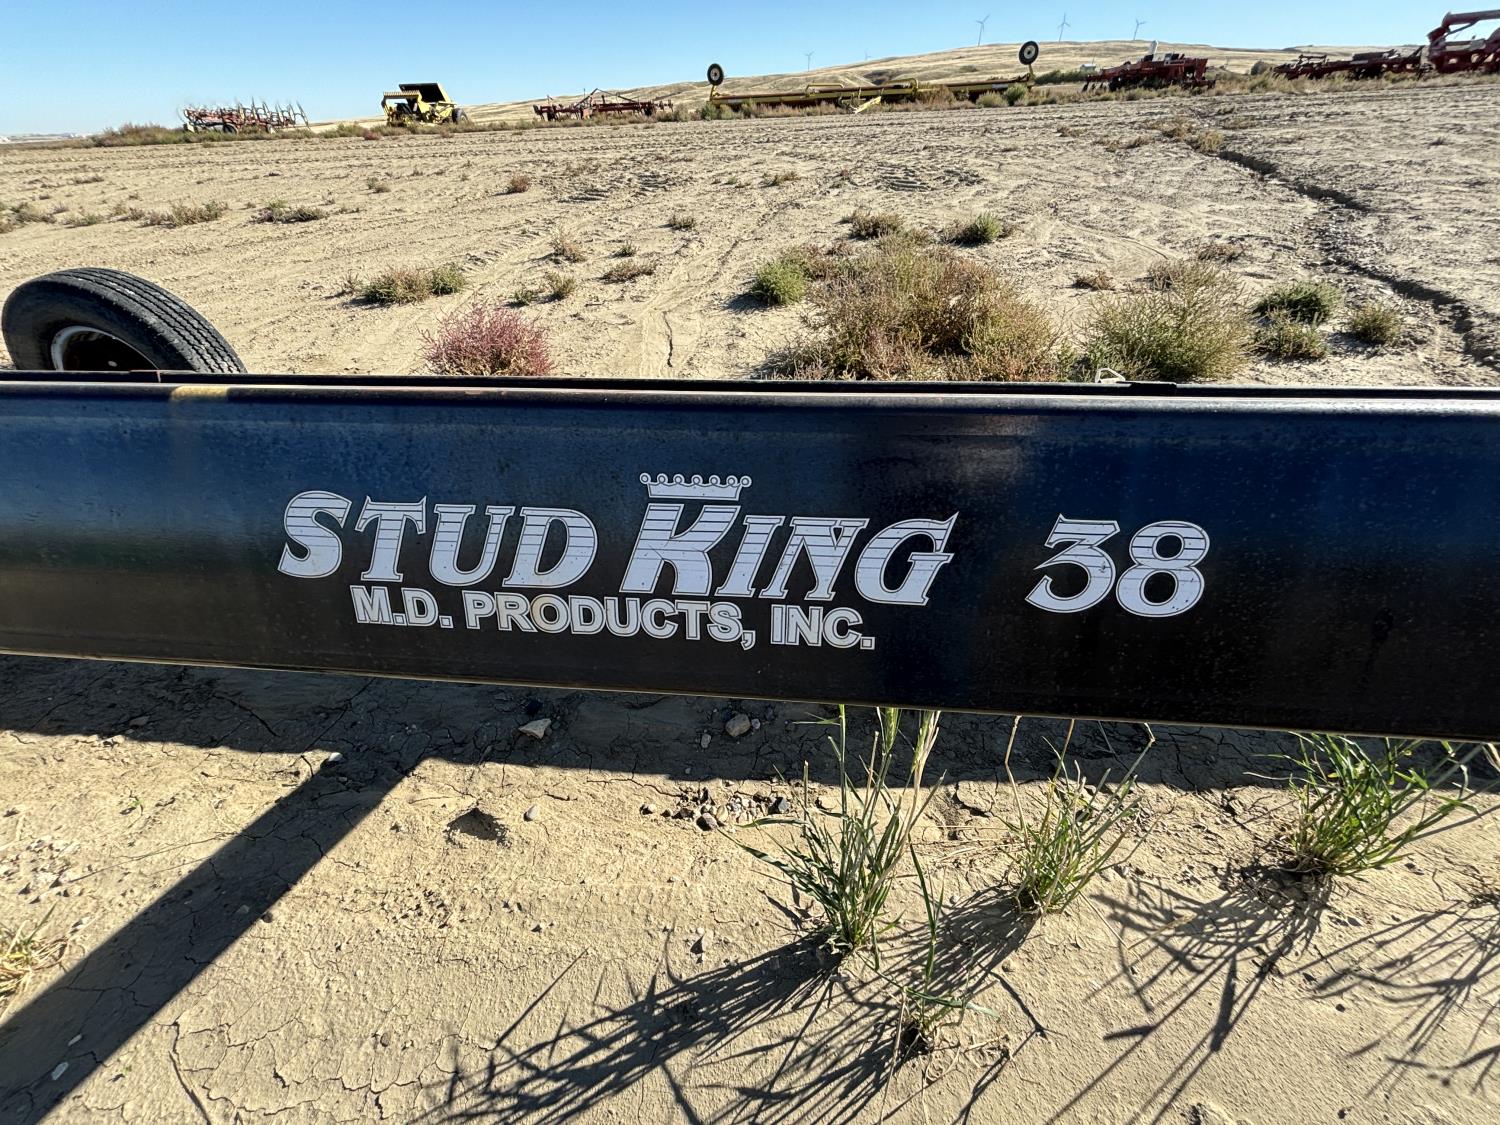 STUD KING 38
M.D. PRODUCTS, INC.